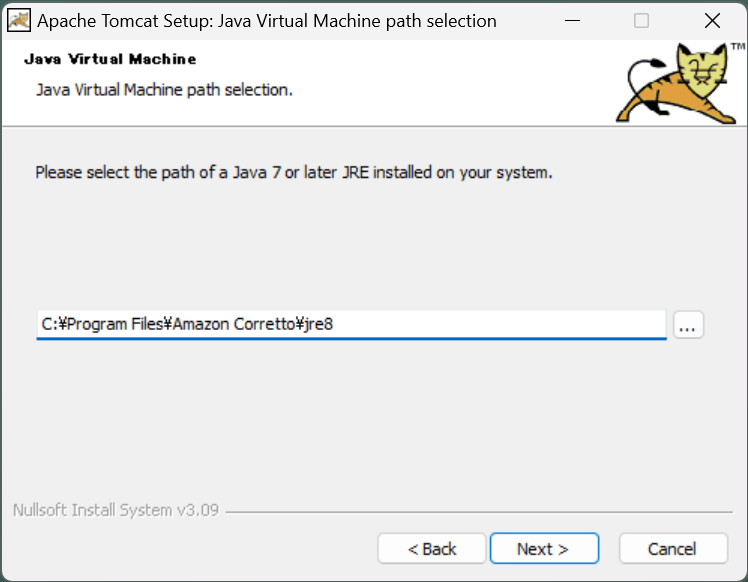 Apache Tomcat Setup: Java Virtual Machine path selection
Java Virtual Machine
Java Virtual Machine path selection.
TM
Please select the path of a Java 7 or later JRE installed on your system.
C:¥Program Files¥Amazon Corretto¥jre8
...
Nullsoft Install System v3.09
< Back
Next >
Cancel